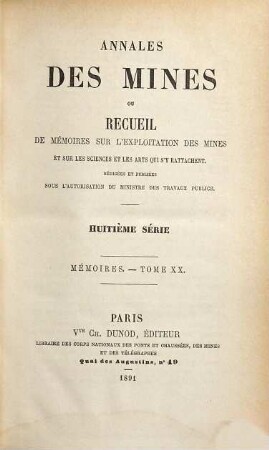 ANNALES
DES MINES
OU
RECUEIL
DE MÉMOIRES SUR L'EXPLOITATION DES MINES
ET SUR LES SCIENCES ET LES ARTS QUI S'Y RATTACHENT.
RÉDIGÉES ET PUBLIÉES
SOUS L'AUTORISATION DU MINISTRE DES TRAVAUX PUBLICS.
HUITIÈME SÉRIE
MÉMOIRES. — TOME XX.
PARIS
Vve CH. DUNOD, ÉDITEUR
LIBRAIRE DES CORPS NATIONAUX DES PONTS ET CHAUSSÉES, DES MINES
ET DES TÉLÉGRAPHES
Quai des Augustins, n° 49
1891